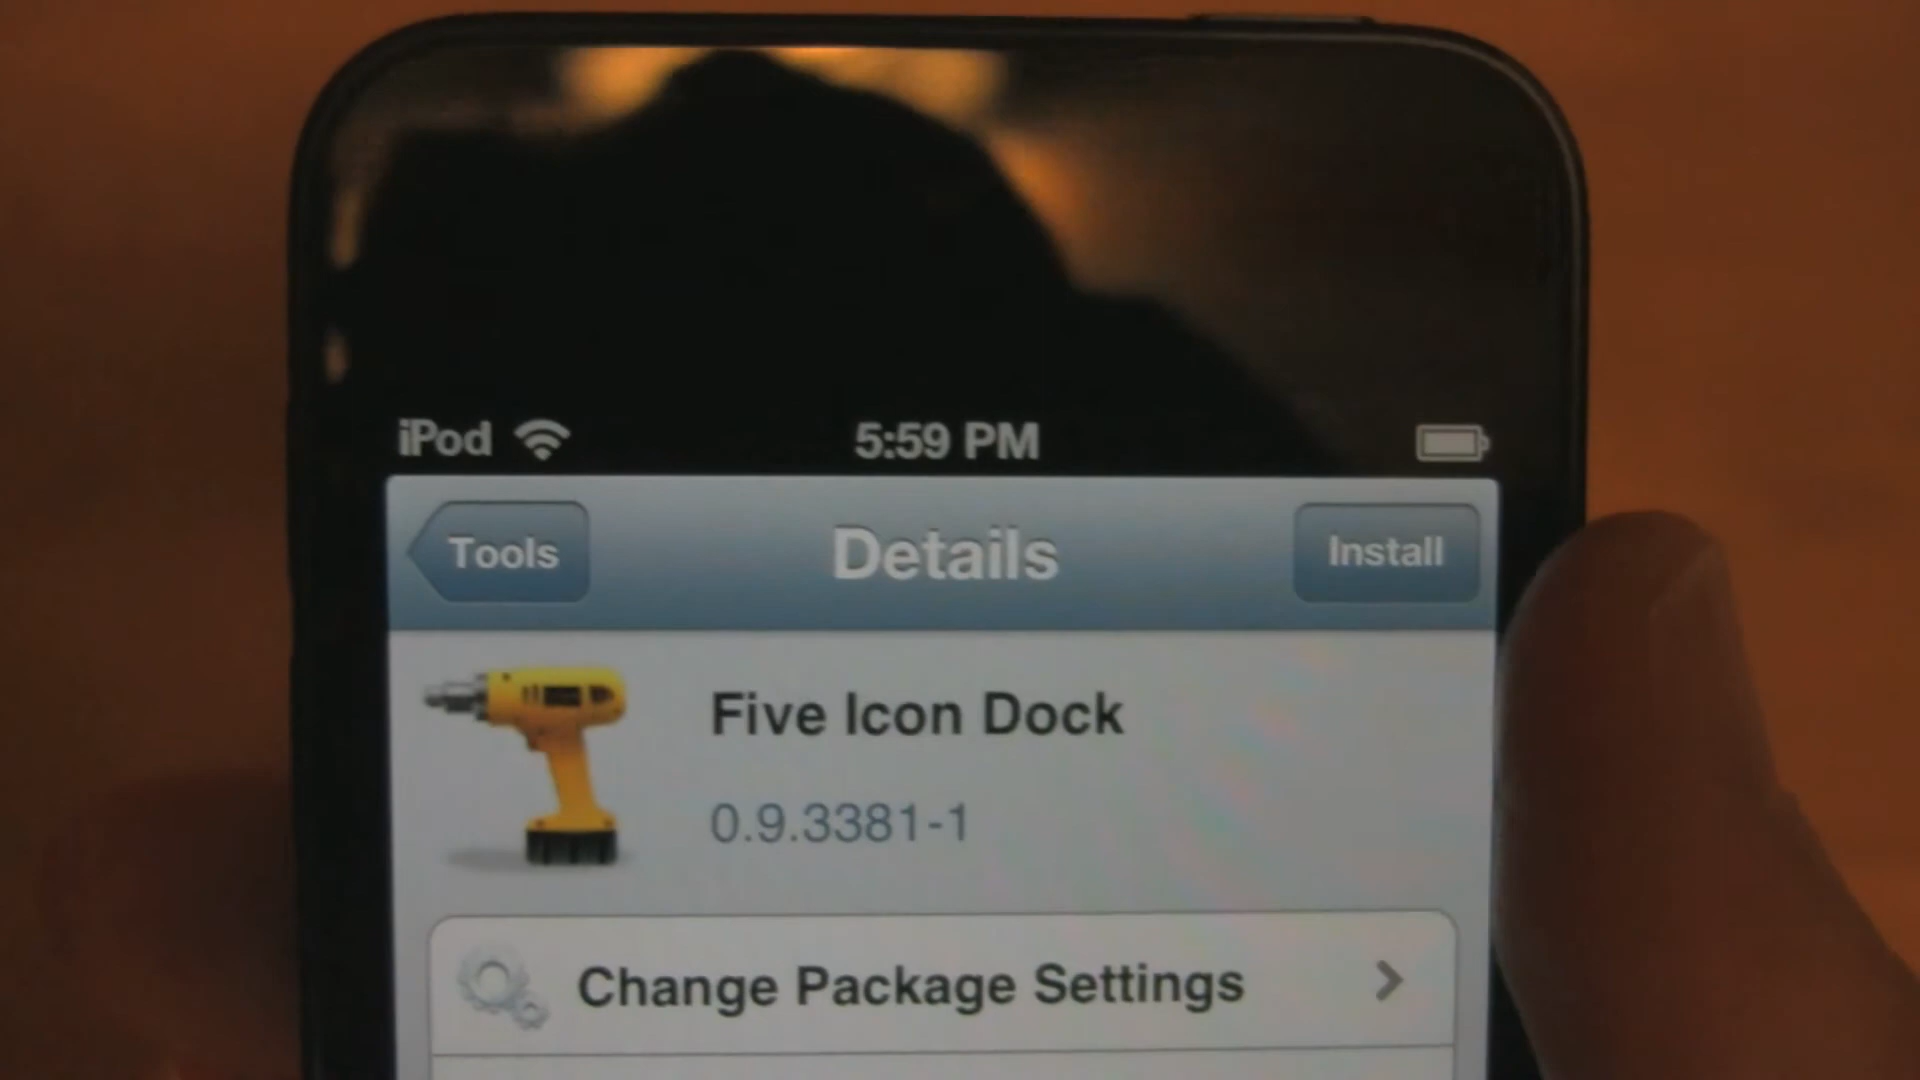 iPod 5:59 PM
Tools Details Install
Five Icon Dock
0.9.3381-1
Change Package Settings